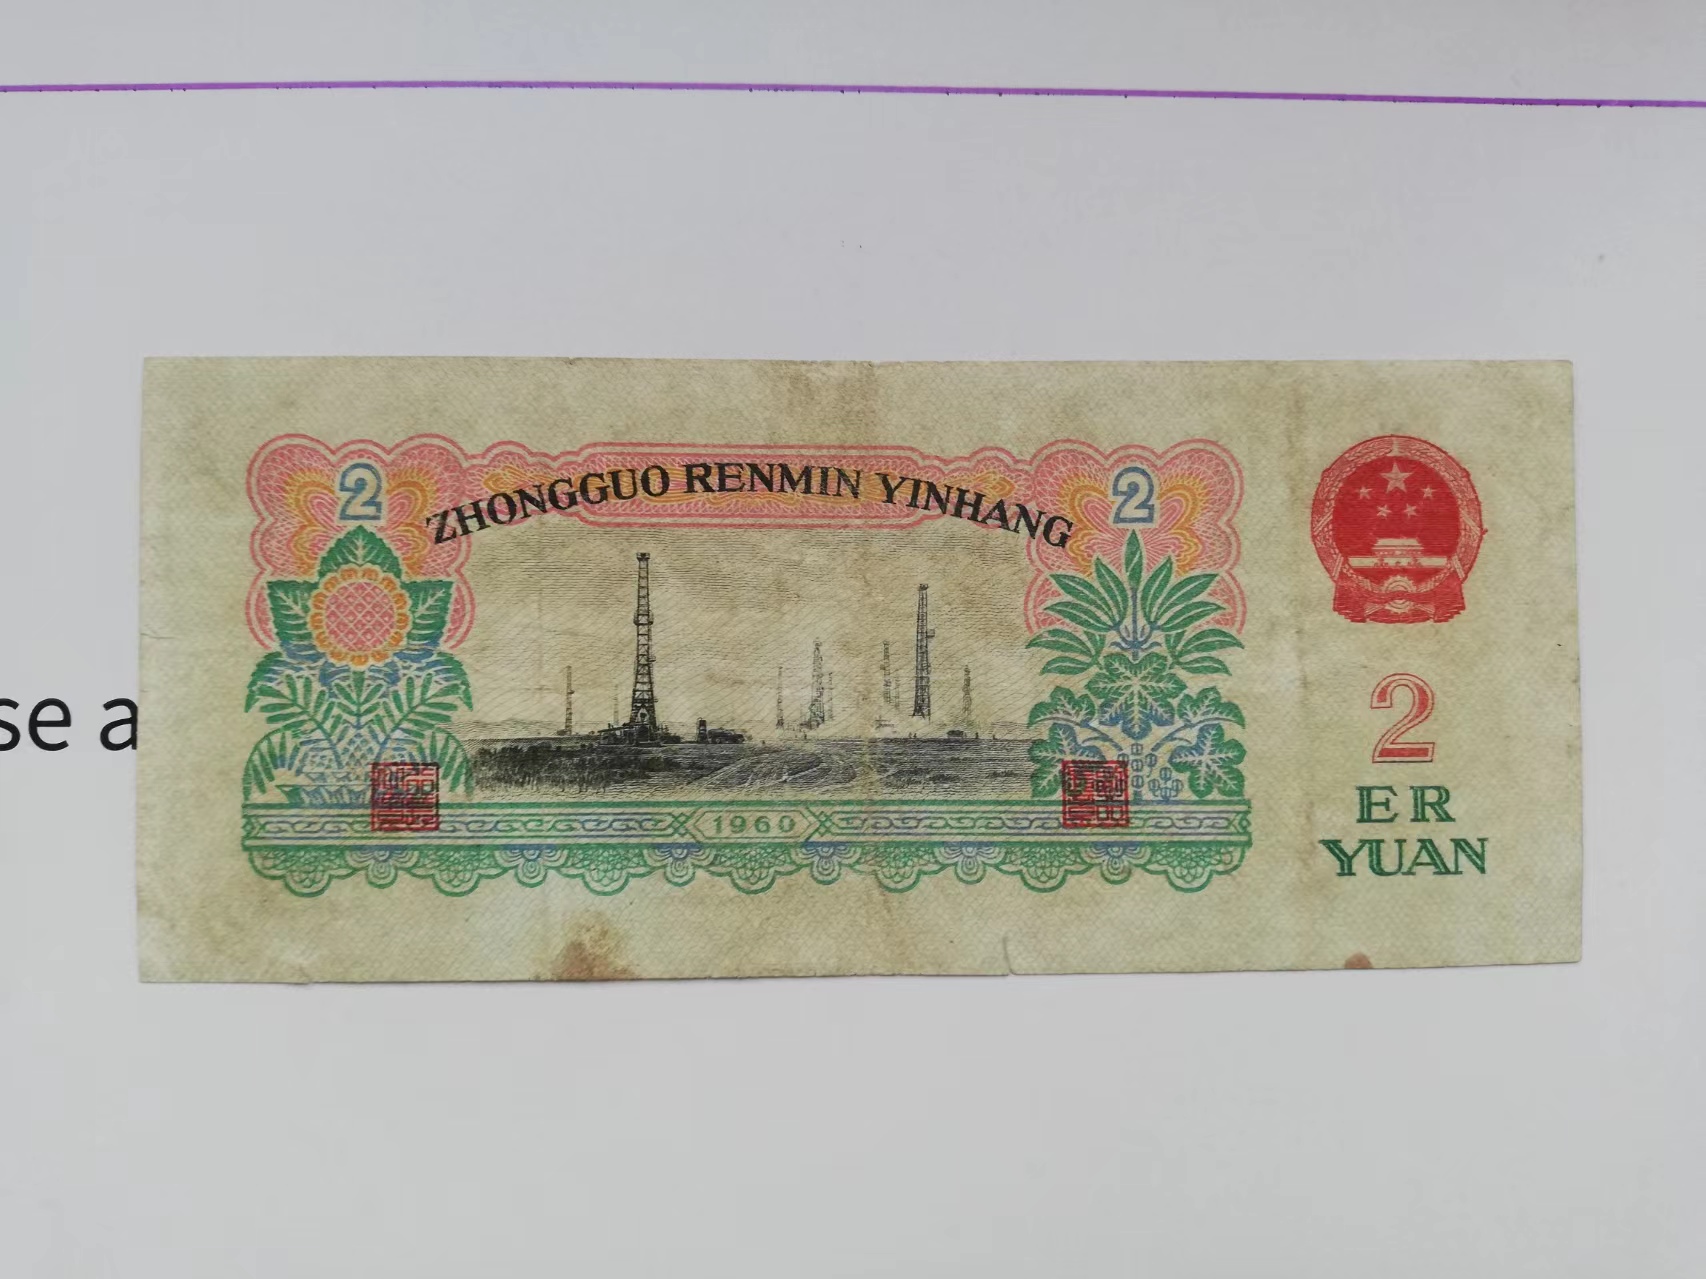 ZHONGGUO RENMIN YINHANG
2
2
1960
2
ER
YUAN
se a